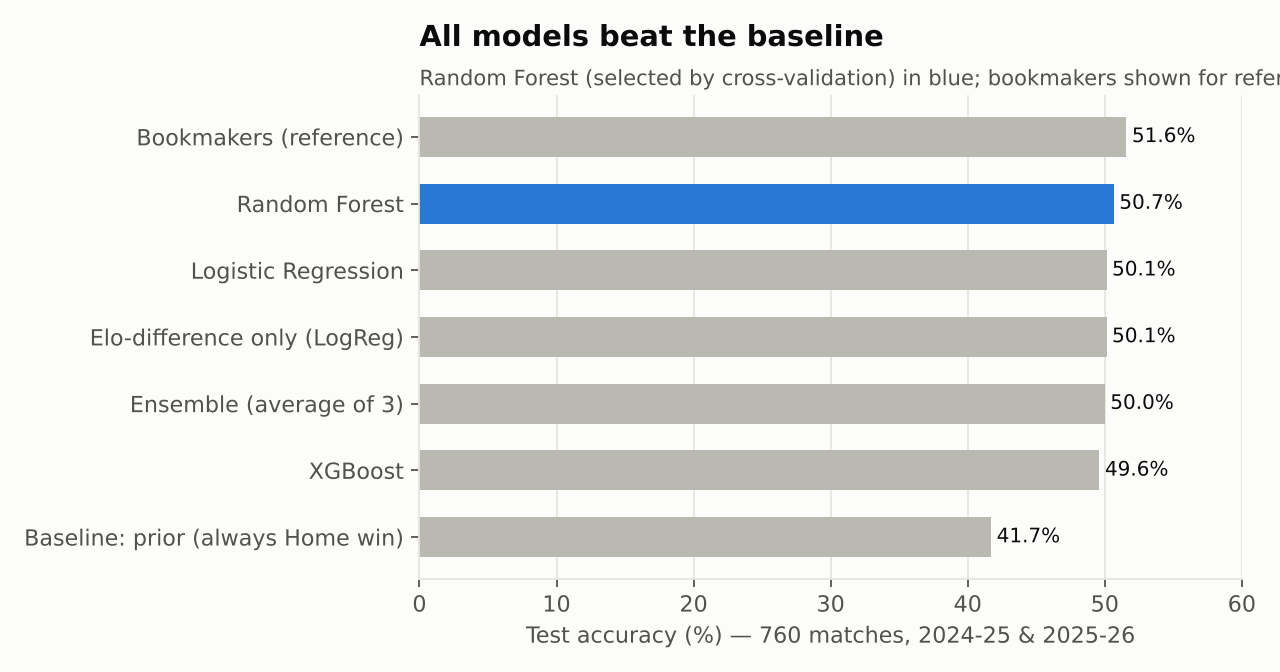 All models beat the baseline
Random Forest (selected by cross-validation) in blue; bookmakers shown for refer
Bookmakers (reference)
51.6%
Random Forest
50.7%
Logistic Regression
50.1%
Elo-difference only (LogReg)
50.1%
Ensemble (average of 3)
50.0%
XGBoost
49.6%
Baseline: prior (always Home win)
41.7%
0 10 20 30 40 50 60
Test accuracy (%) — 760 matches, 2024-25 & 2025-26